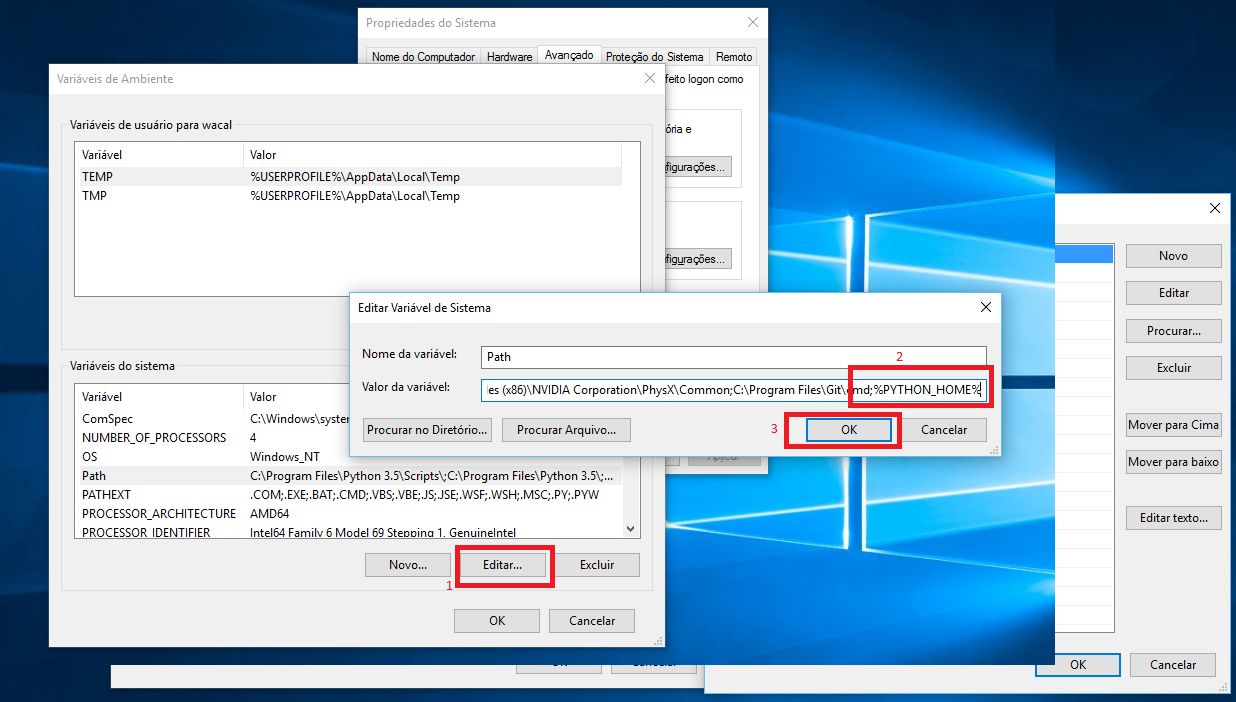 Propriedades do Sistema
Nome do Computador Hardware Avançado Proteção do Sistema Remoto
feito logon como
ória e
figurações...
figurações...
Variáveis de Ambiente
Variáveis de usuário para wacal
Variável Valor
TEMP %USERPROFILE%\AppData\Local\Temp
TMP %USERPROFILE%\AppData\Local\Temp
Variáveis do sistema
Variável Valor
ComSpec C:\Windows\syster
NUMBER_OF_PROCESSORS 4
OS Windows_NT
Path C:\Program Files\Python 3.5\Scripts\;C:\Program Files\Python 3.5\;...
PATHEXT .COM;.EXE;.BAT;.CMD;.VBS;.VBE;.JS;.JSE;.WSF;.WSH;.MSC;.PY;.PYW
PROCESSOR_ARCHITECTURE AMD64
PROCESSOR_IDENTIFIER Intel64 Family 6 Model 69 Stepping 1, GenuineIntel
Novo... Editar... Excluir
1
OK Cancelar
Editar Variável de Sistema
Nome da variável: Path
2
Valor da variável: les (x86)\NVIDIA Corporation\PhysX\Common;C:\Program Files\Git\cmd;%PYTHON_HOME%
Procurar no Diretório... Procurar Arquivo... 3 OK Cancelar
Aplicar
Novo
Editar
Procurar...
Excluir
Mover para Cima
Mover para baixo
Editar texto...
OK Cancelar